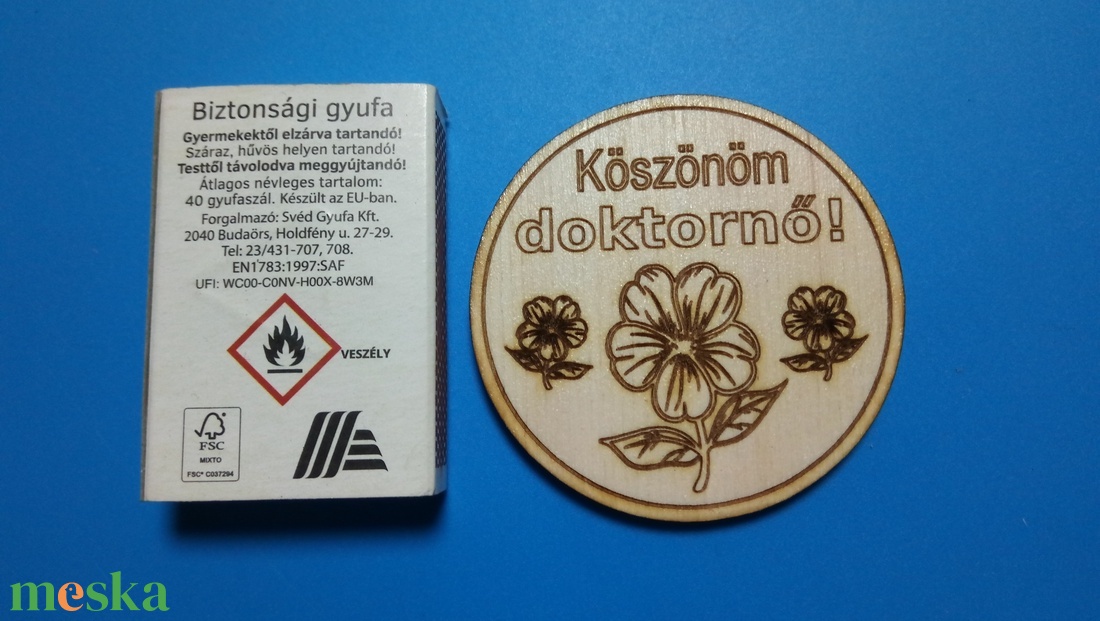 Biztonsági gyufa
Gyermekektől elzárva tartandó!
Száraz, hűvös helyen tartandó!
Testtől távolodva meggyújtandó!
Átlagos névleges tartalom:
40 gyufaszál. Készült az EU-ban.
Forgalmazó: Svéd Gyufa Kft.
2040 Budaörs, Holdfény u. 27-29.
Tel: 23/431-707, 708.
EN1783:1997:SAF
UFI: WC00-C0NV-H00X-8W3M
VESZÉLY
FSC
MIXTO
FSC® C037294
Köszönöm
doktornő!
meska